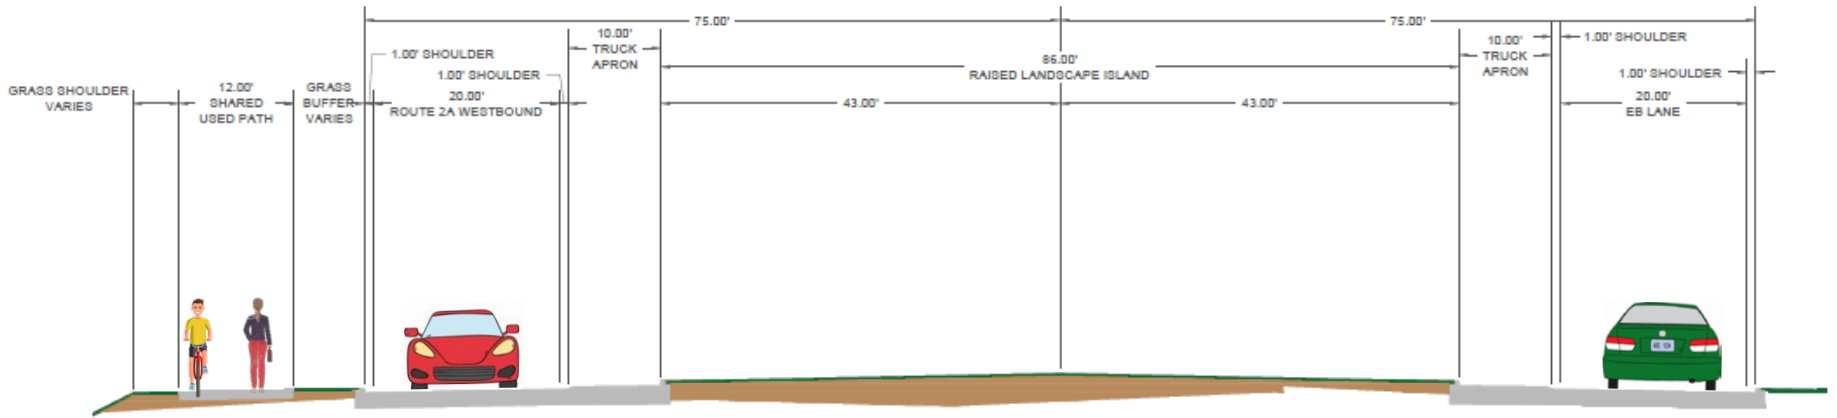 75.00'
75.00'
10.00'
TRUCK
APRON
1.00' SHOULDER
1.00' SHOULDER
GRASS SHOULDER
VARIES
12.00'
SHARED
USED PATH
GRASS
BUFFER
VARIES
20.00'
ROUTE 2A WESTBOUND
86.00'
RAISED LANDSCAPE ISLAND
43.00'
43.00'
10.00'
TRUCK
APRON
1.00' SHOULDER
1.00' SHOULDER
20.00'
EB LANE